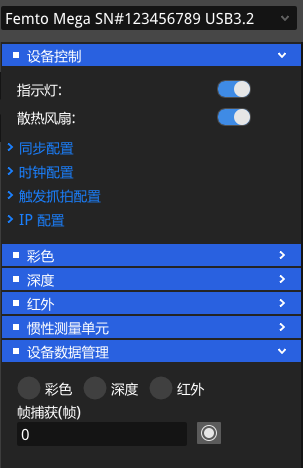 Femto Mega SN#123456789 USB3.2
设备控制
指示灯:
散热风扇:
同步配置
时钟配置
触发抓拍配置
IP 配置
彩色
深度
红外
惯性测量单元
设备数据管理
彩色 深度 红外
帧捕获(帧)
0